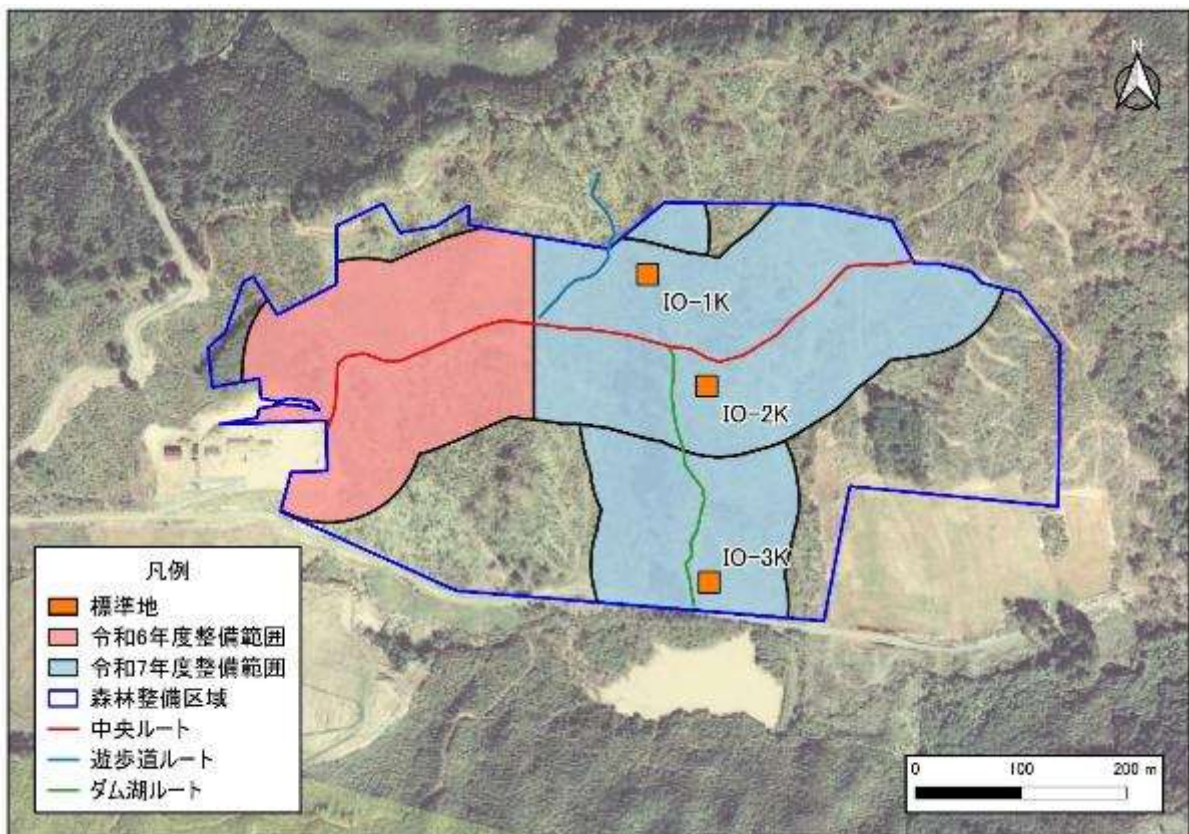 N
IO-1K
IO-2K
IO-3K
凡例
標準地
令和6年度整備範囲
令和7年度整備範囲
森林整備区域
中央ルート
遊歩道ルート
ダム湖ルート
0 100 200 m